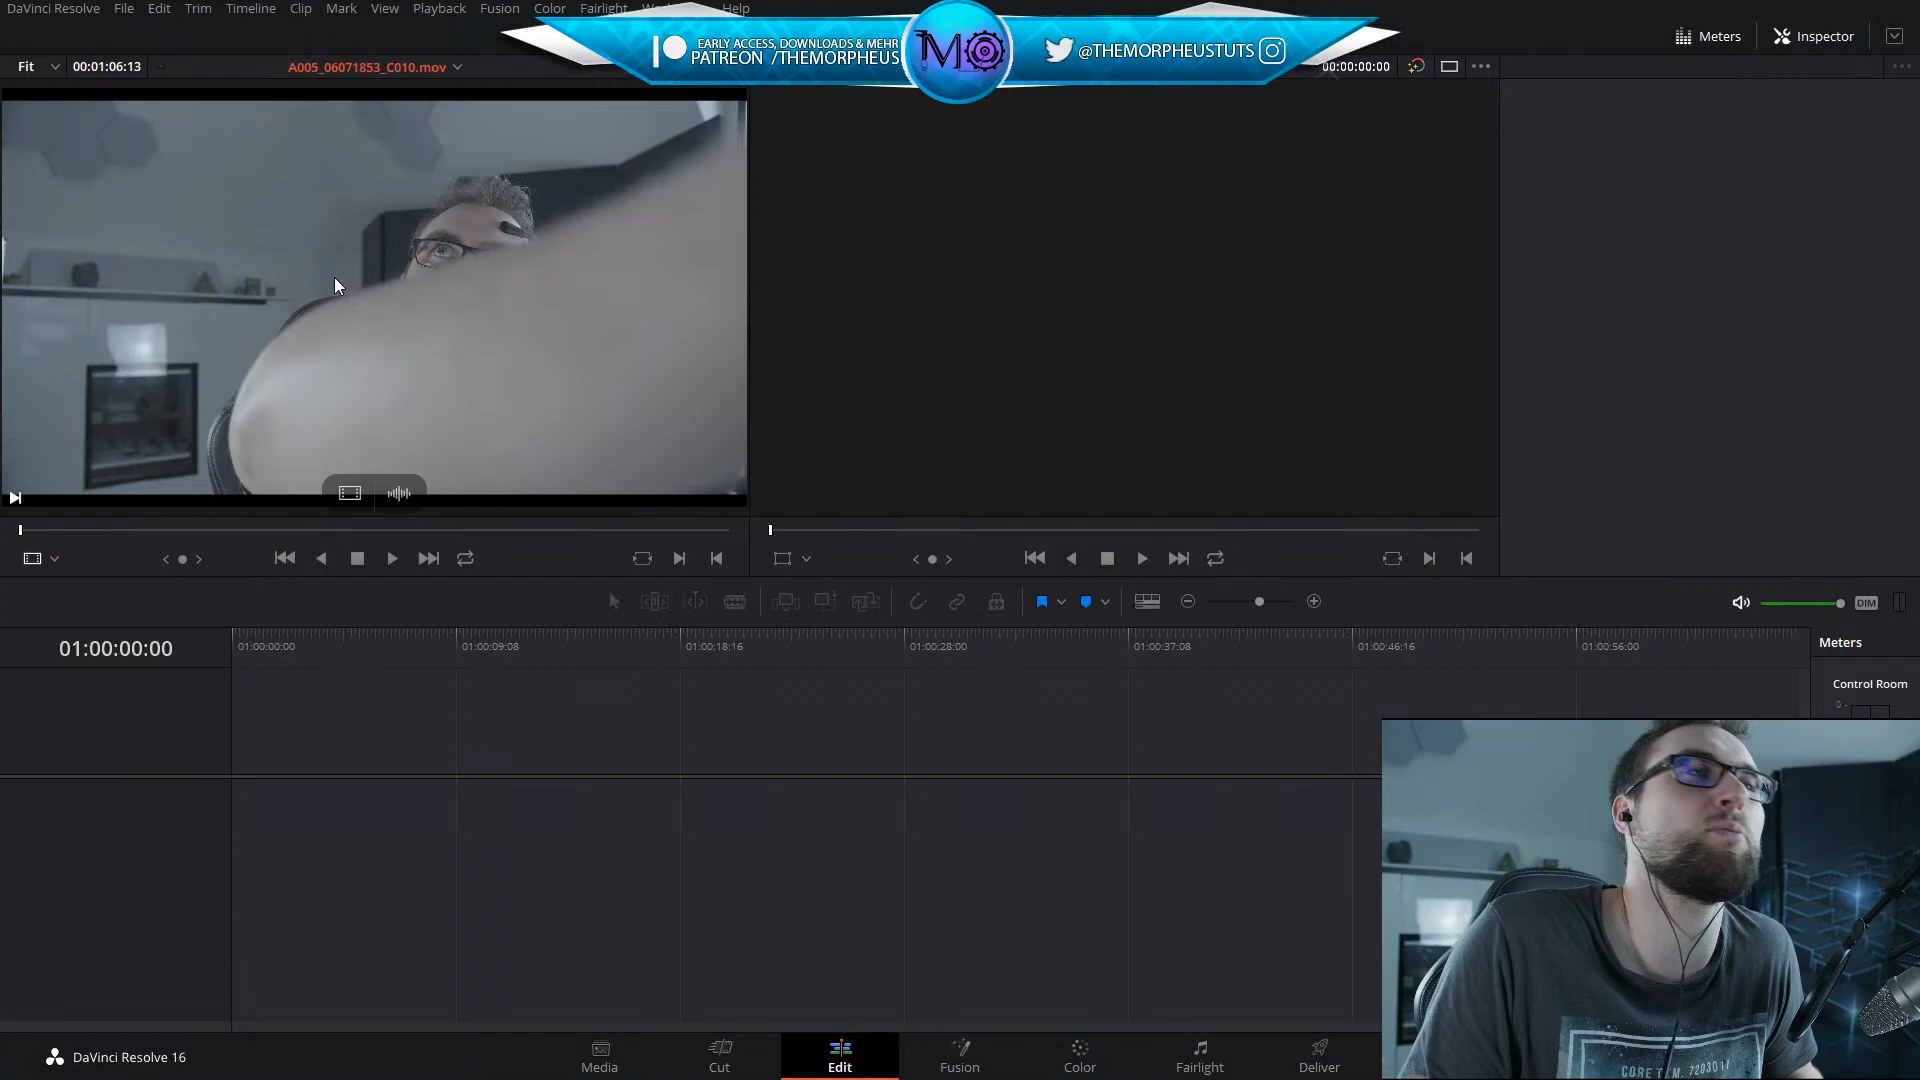 DaVinci Resolve File Edit Trim Timeline Clip Mark View Playback Fusion Color Fairlight Help
EARLY ACCESS, DOWNLOADS & MEHR
PATREON /THEMORPHEUS
MO
@THEMORPHEUSTUTS
Meters
Inspector
Fit
00:01:06:13
A005_06071853_C010.mov
00:00:00:00
DIM
01:00:00:00
01:00:00:00
01:00:09:08
01:00:18:16
01:00:28:00
01:00:37:08
01:00:46:16
01:00:56:00
Meters
Control Room
0
DaVinci Resolve 16
Media
Cut
Edit
Fusion
Color
Fairlight
Deliver